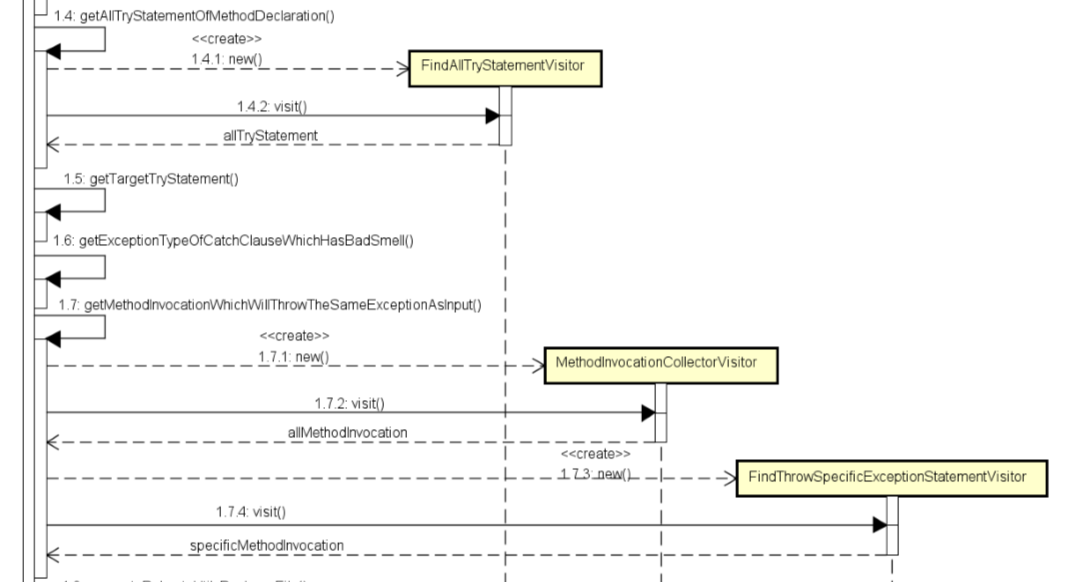 1.4: getAllTryStatementOfMethodDeclaration()
<<create>>
1.4.1: new()
FindAllTryStatementVisitor
1.4.2: visit()
allTryStatement
1.5: getTargetTryStatement()
1.6: getExceptionTypeOfCatchClauseWhichHasBadSmell()
1.7: getMethodInvocationWhichWillThrowTheSameExceptionAsInput()
<<create>>
1.7.1: new()
MethodInvocationCollectorVisitor
1.7.2: visit()
allMethodInvocation
<<create>>
1.7.3: new()
FindThrowSpecificExceptionStatementVisitor
1.7.4: visit()
specificMethodInvocation